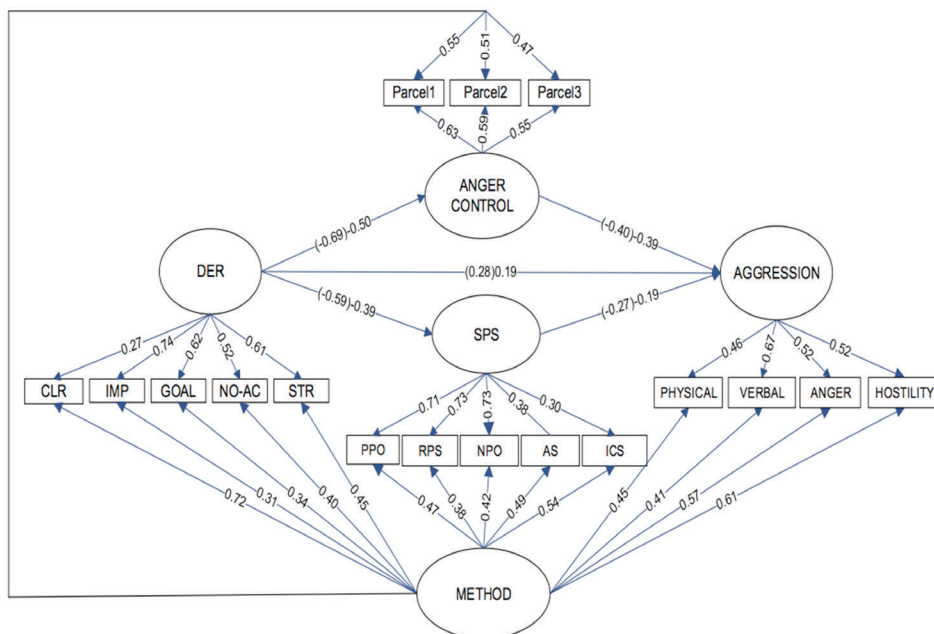 0.55
0.51
0.47
Parcel1
Parcel2
Parcel3
0.63
0.59
0.55
ANGER
CONTROL
(-0.69)-0.50
(-0.40)-0.39
DER
(0.28)0.19
AGGRESSION
(-0.59)-0.39
(-0.27)-0.19
SPS
0.27
0.74
0.62
0.52
0.61
0.46
0.67
0.52
0.52
CLR
IMP
GOAL
NO-AC
STR
PHYSICAL
VERBAL
ANGER
HOSTILITY
0.71
0.73
-0.73
0.38
0.30
PPO
RPS
NPO
AS
ICS
0.72
0.31
0.34
0.40
0.45
0.47
0.38
0.42
0.49
0.54
0.45
0.41
0.57
0.61
METHOD